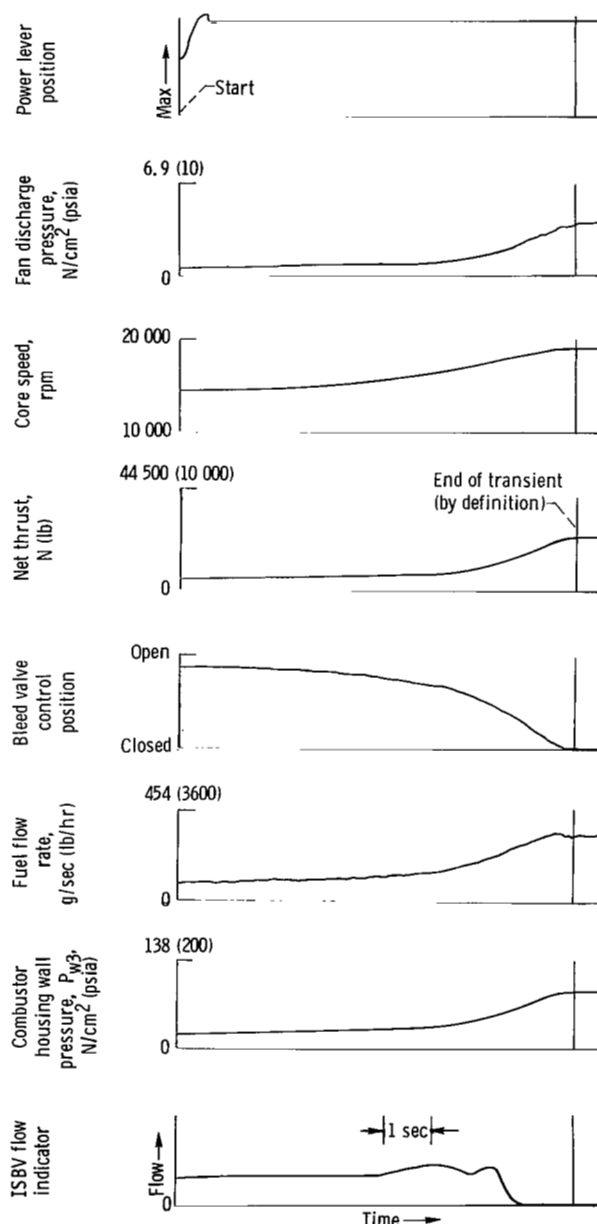 Power lever
position
Max
Start
Fan discharge
pressure,
N/cm² (psia)
6.9 (10)
0
Core speed,
rpm
20 000
10 000
Net thrust,
N (lb)
44 500 (10 000)
0
End of transient
(by definition)
Bleed valve
control
position
Open
Closed
Fuel flow
rate,
g/sec (lb/hr)
454 (3600)
0
Combustor
housing wall
pressure, Pw3,
N/cm² (psia)
138 (200)
0
ISBV flow
indicator
Flow
0
1 sec
Time